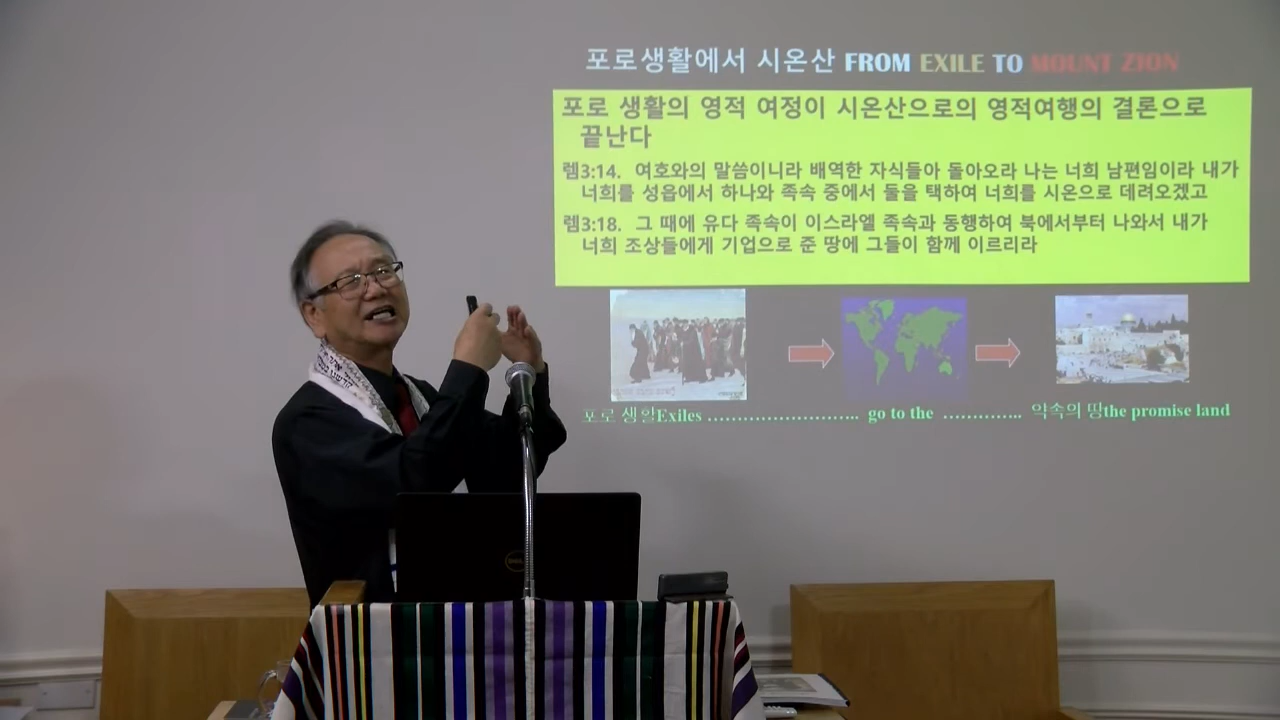 포로생활에서 시온산 FROM EXILE TO MOUNT ZION
포로 생활의 영적 여정이 시온산으로의 영적여행의 결론으로
끝난다
렘3:14. 여호와의 말씀이니라 배역한 자식들아 돌아오라 나는 너희 남편임이라 내가
너희를 성읍에서 하나와 족속 중에서 둘을 택하여 너희를 시온으로 데려오겠고
렘3:18. 그 때에 유다 족속이 이스라엘 족속과 동행하여 북에서부터 나와서 내가
너희 조상들에게 기업으로 준 땅에 그들이 함께 이르리라
포로 생활Exiles .......................... go to the ............. 약속의 땅the promise land
DELL